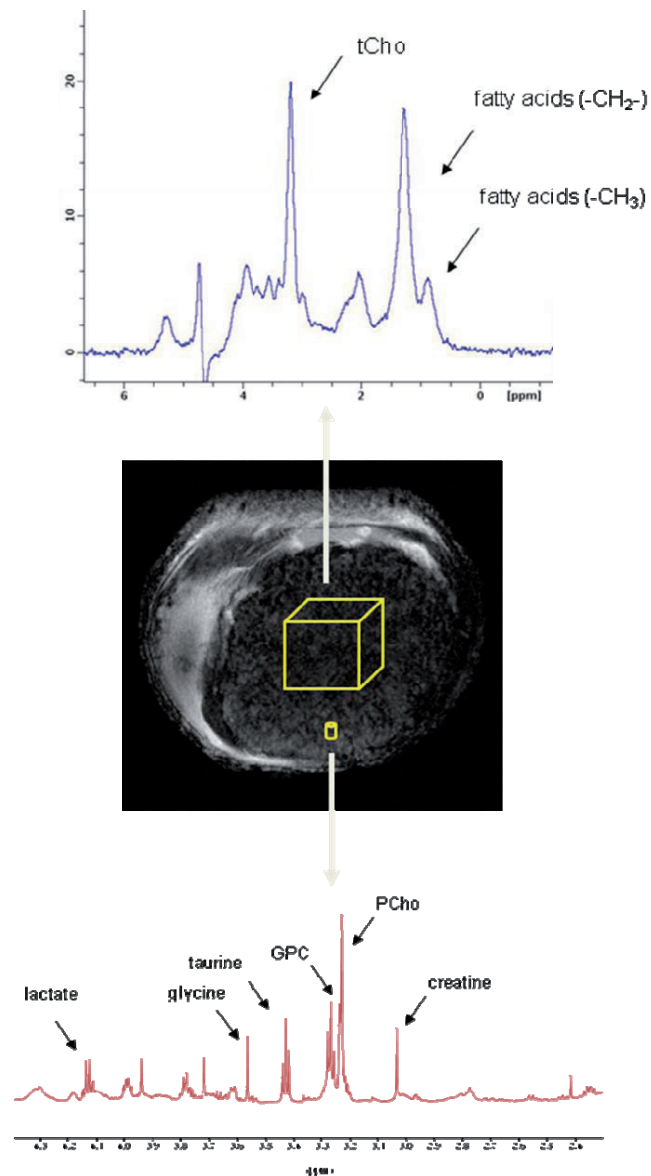 tCho
fatty acids (-CH2-)
fatty acids (-CH3)
20
10
0
6 4 2 0 [ppm]
PCho
GPC
taurine
glycine
creatine
lactate